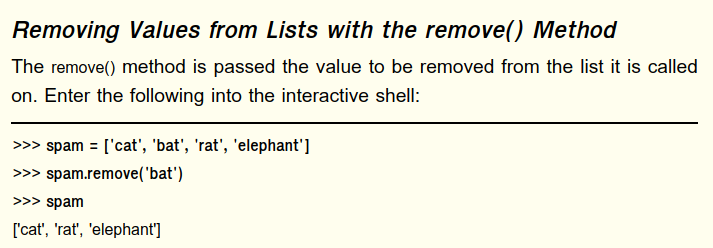 Removing Values from Lists with the remove() Method
The remove() method is passed the value to be removed from the list it is called
on. Enter the following into the interactive shell:
>>> spam = ['cat', 'bat', 'rat', 'elephant']
>>> spam.remove('bat')
>>> spam
['cat', 'rat', 'elephant']